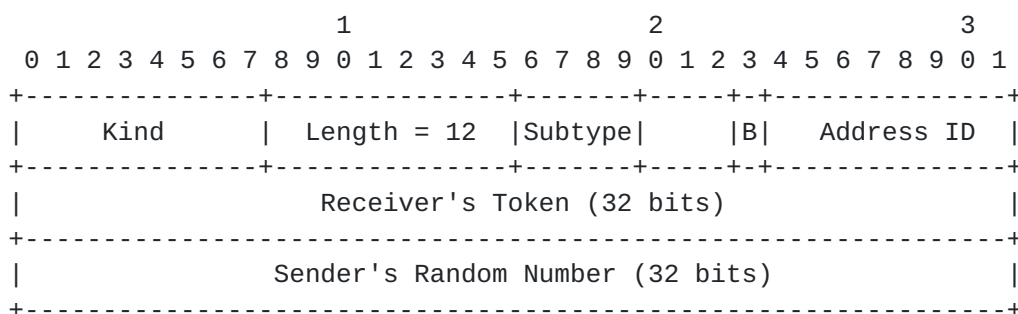 1                   2                   3
 0 1 2 3 4 5 6 7 8 9 0 1 2 3 4 5 6 7 8 9 0 1 2 3 4 5 6 7 8 9 0 1
+---------------+---------------+-------+-----+-+---------------+
|     Kind      |  Length = 12  |Subtype|     |B|   Address ID  |
+---------------+---------------+-------+-----+-+---------------+
|                   Receiver's Token (32 bits)                  |
+---------------------------------------------------------------+
|                Sender's Random Number (32 bits)               |
+---------------------------------------------------------------+